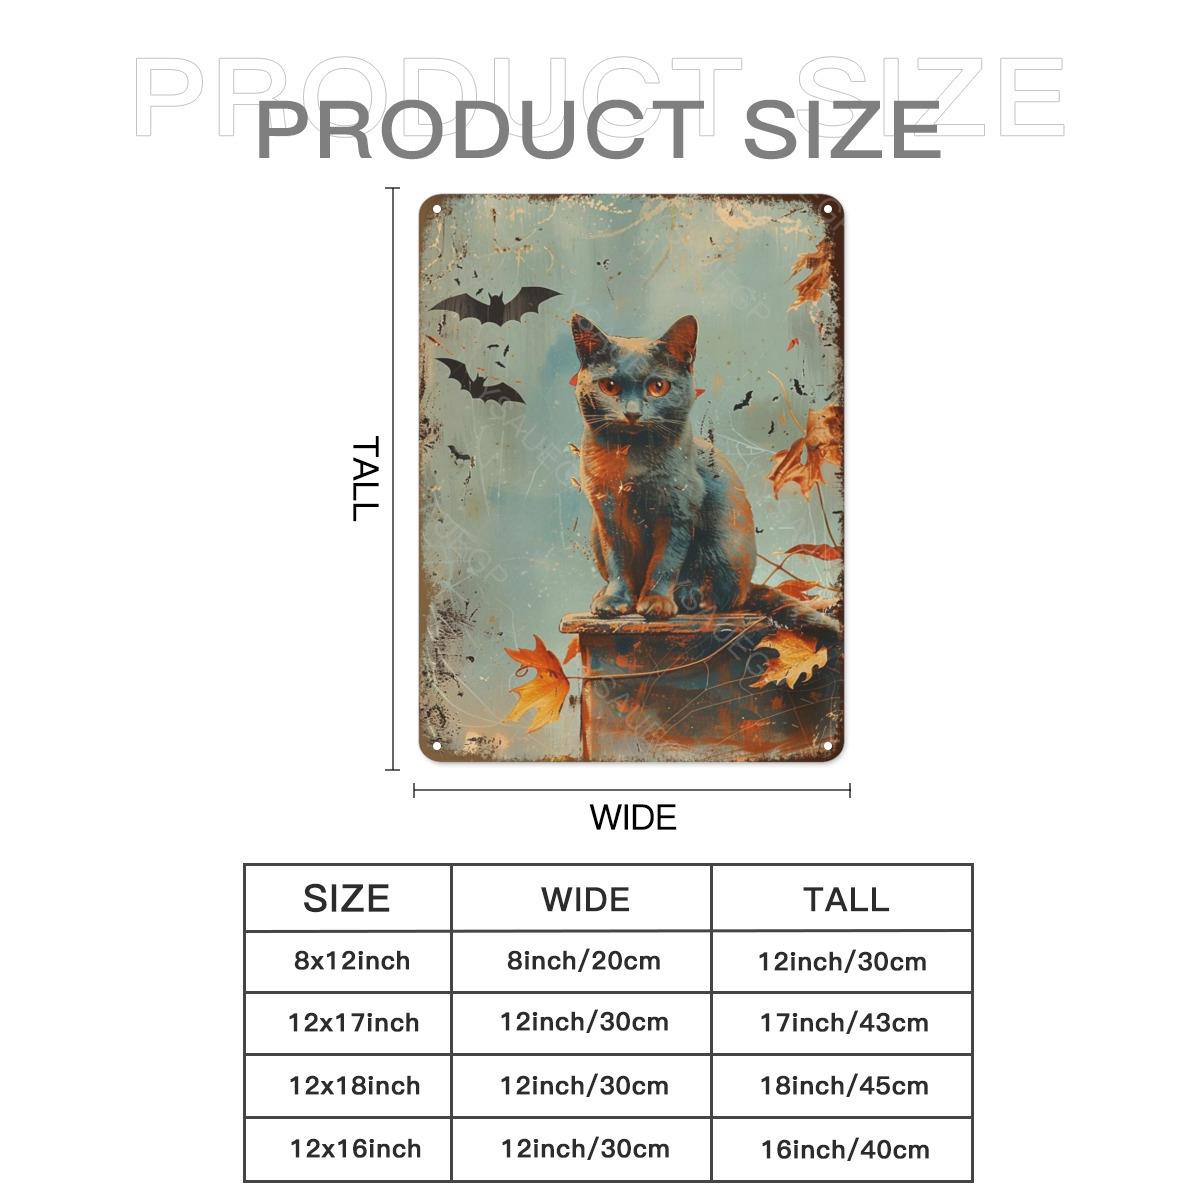 PRODUCT SIZE
PRODUCT SIZE
TALL
WIDE
SIZE WIDE TALL
8x12inch 8inch/20cm 12inch/30cm
12x17inch 12inch/30cm 17inch/43cm
12x18inch 12inch/30cm 18inch/45cm
12x16inch 12inch/30cm 16inch/40cm